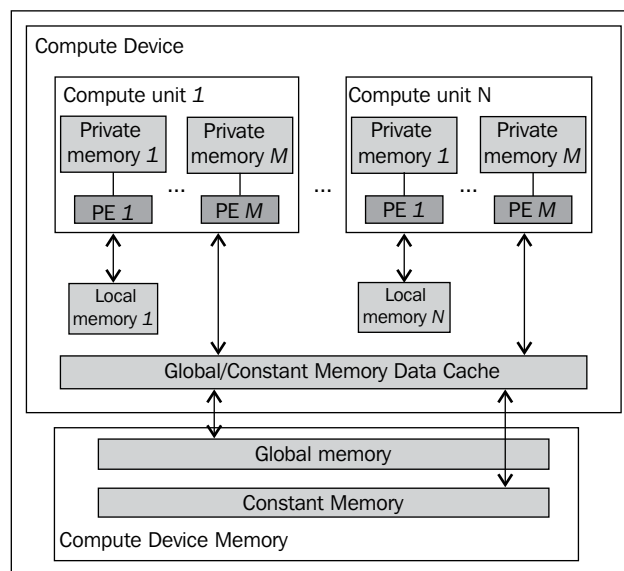 Compute Device
Compute unit 1
Compute unit N
Private
memory 1
Private
memory M
Private
memory 1
Private
memory M
...
...
...
PE 1
PE M
PE 1
PE M
Local
memory 1
Local
memory N
Global/Constant Memory Data Cache
Global memory
Constant Memory
Compute Device Memory